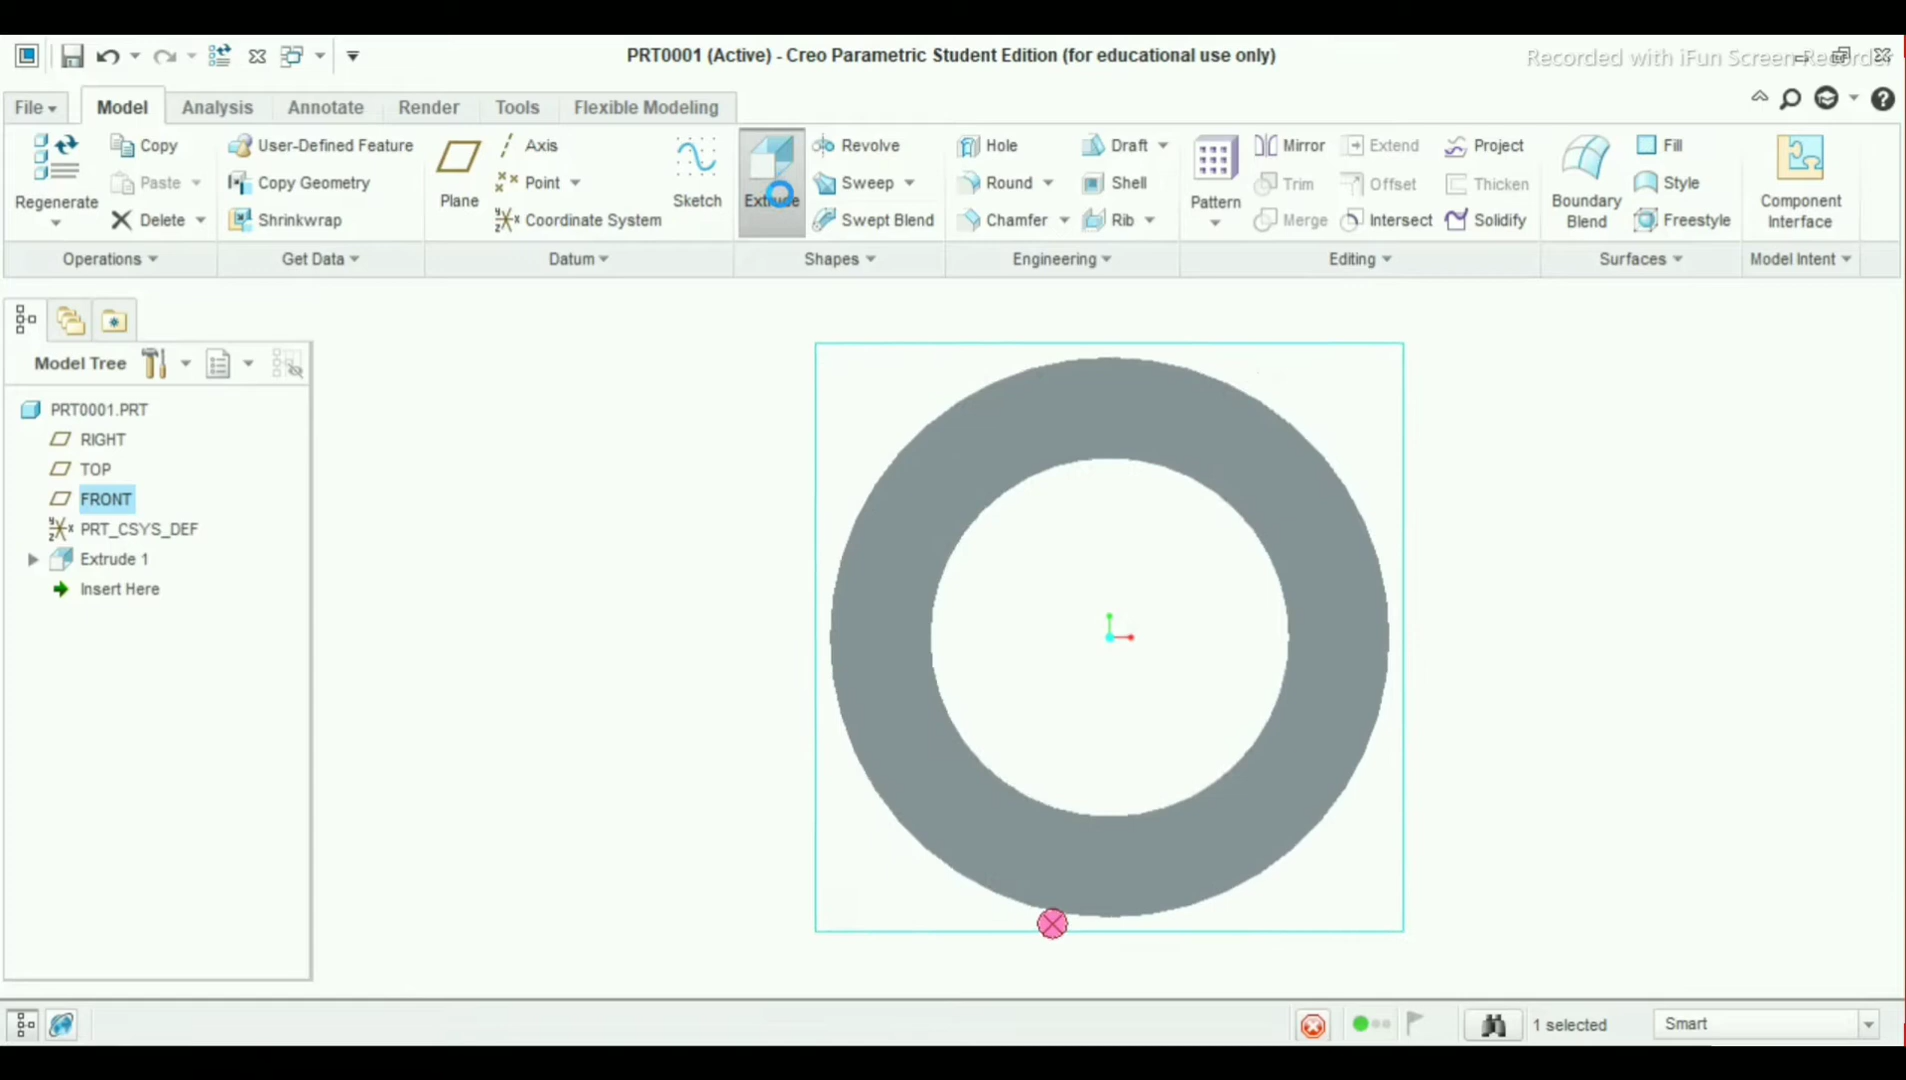 PRT0001 (Active) - Creo Parametric Student Edition (for educational use only)
Recorded with iFun Screen Recorder
File Model Analysis Annotate Render Tools Flexible Modeling
Regenerate
Copy
Paste
Delete
User-Defined Feature
Copy Geometry
Shrinkwrap
Plane
Axis
Point
Coordinate System
Sketch
Extrude
Revolve
Sweep
Swept Blend
Hole
Round
Chamfer
Draft
Shell
Rib
Pattern
Mirror
Trim
Merge
Extend
Offset
Intersect
Project
Thicken
Solidify
Boundary
Blend
Fill
Style
Freestyle
Component
Interface
Operations Get Data Datum Shapes Engineering Editing Surfaces Model Intent
Model Tree
PRT0001.PRT
RIGHT
TOP
FRONT
PRT_CSYS_DEF
Extrude 1
Insert Here
1 selected Smart